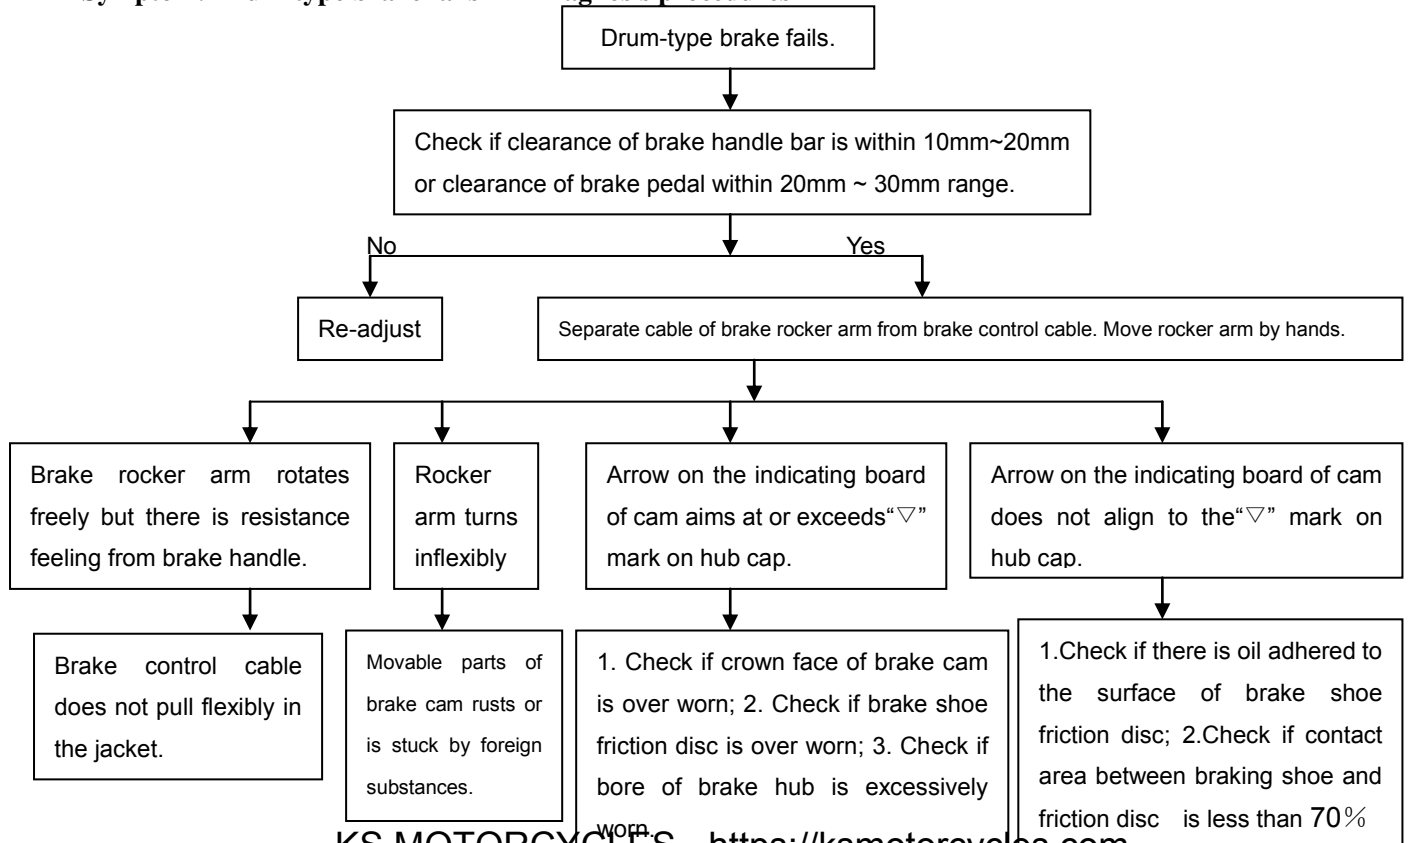 Drum-type brake fails.
Check if clearance of brake handle bar is within 10mm~20mm
or clearance of brake pedal within 20mm ~ 30mm range.
No
Yes
Re-adjust
Separate cable of brake rocker arm from brake control cable. Move rocker arm by hands.
Brake rocker arm rotates
freely but there is resistance
feeling from brake handle.
Rocker
arm turns
inflexibly
Arrow on the indicating board
of cam aims at or exceeds“▽”
mark on hub cap.
Arrow on the indicating board of cam
does not align to the“▽” mark on
hub cap.
Brake control cable
does not pull flexibly in
the jacket.
Movable parts of
brake cam rusts or
is stuck by foreign
substances.
1. Check if crown face of brake cam
is over worn; 2. Check if brake shoe
friction disc is over worn; 3. Check if
bore of brake hub is excessively
worn.
1.Check if there is oil adhered to
the surface of brake shoe
friction disc; 2.Check if contact
area between braking shoe and
friction disc is less than 70%
KS MOTORCYCLES https://ksmotorcycles.com